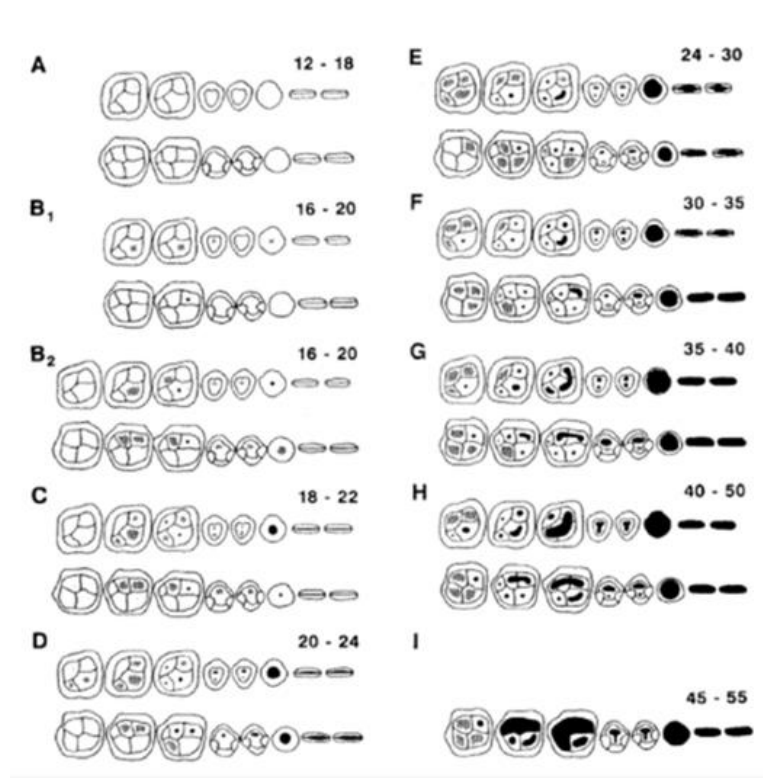 A 12 - 18
B1 16 - 20
B2 16 - 20
C 18 - 22
D 20 - 24
E 24 - 30
F 30 - 35
G 35 - 40
H 40 - 50
I
45 - 55